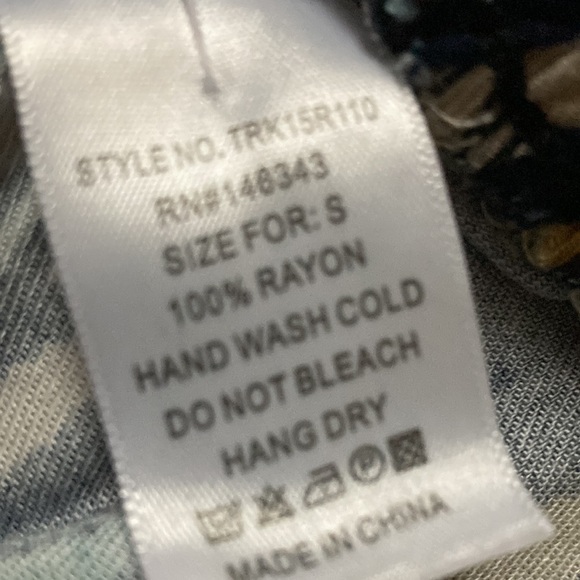 STYLE NO. TRK15R110
RN#146343
SIZE FOR: S
100% RAYON
HAND WASH COLD
DO NOT BLEACH
HANG DRY
P
MADE IN CHINA